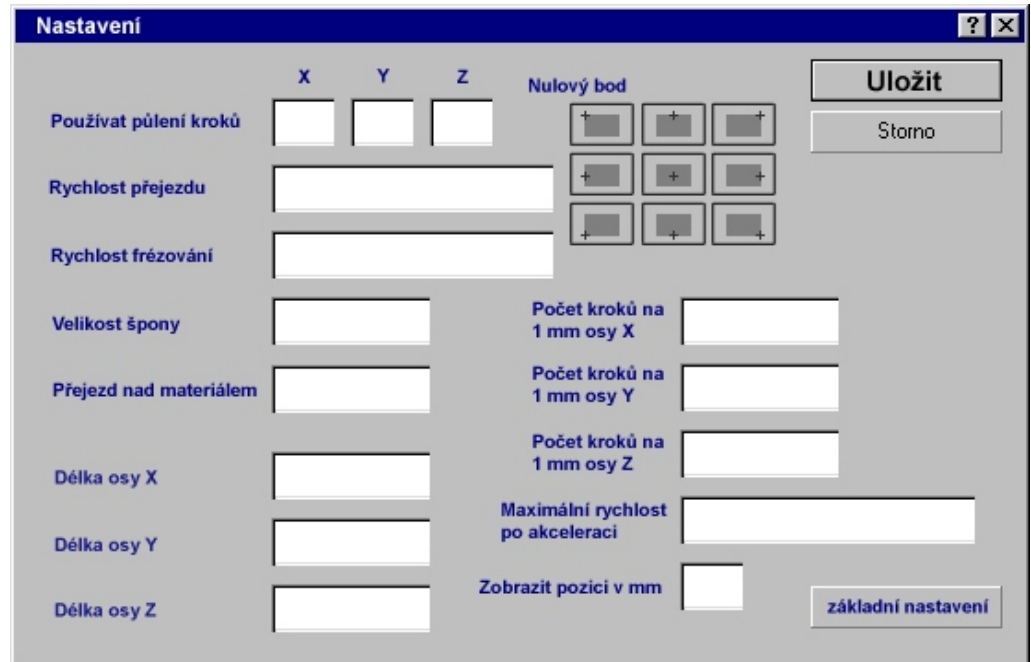 Nastavení
X Y Z
Nulový bod
Uložit
Používat půlení kroků
Storno
Rychlost přejezdu
Rychlost frézování
Velikost špony
Počet kroků na
1 mm osy X
Přejezd nad materiálem
Počet kroků na
1 mm osy Y
Počet kroků na
1 mm osy Z
Délka osy X
Maximální rychlost
po akceleraci
Délka osy Y
Zobrazit pozici v mm
Délka osy Z
základní nastavení